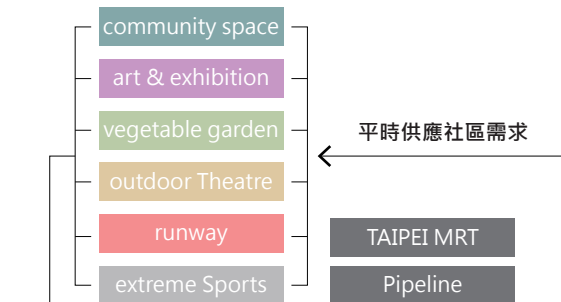 community space
art & exhibition
vegetable garden
平時供應社區需求
outdoor Theatre
runway
TAIPEI MRT
extreme Sports
Pipeline